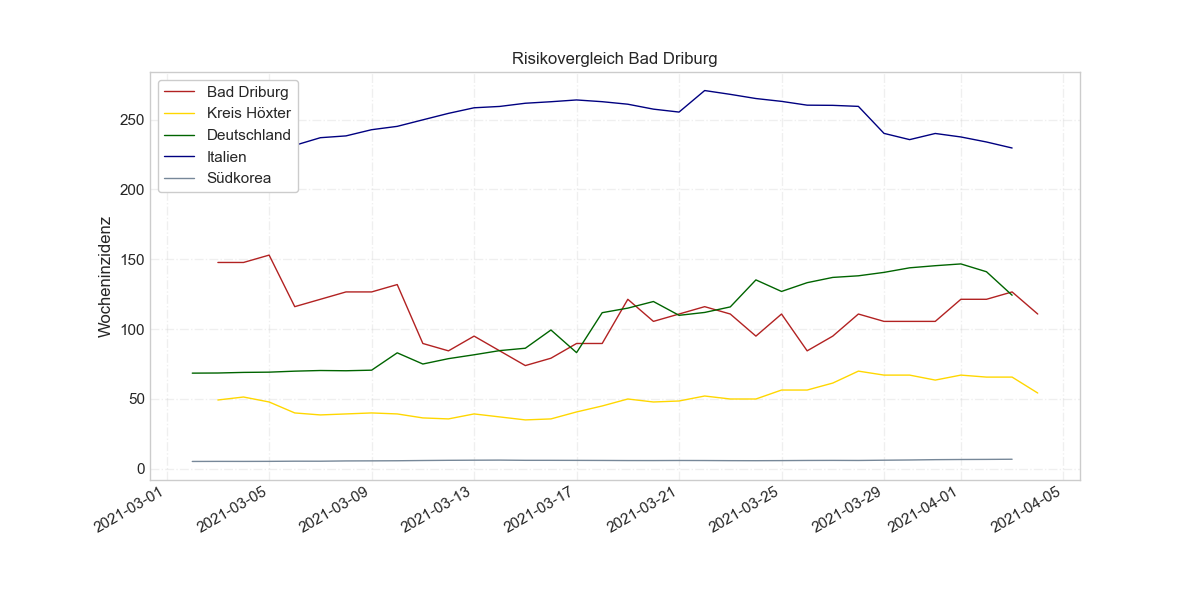 Risikovergleich Bad Driburg
Bad Driburg
Kreis Höxter
Deutschland
Italien
Südkorea
Wocheninzidenz
250
200
150
100
50
0
2021-03-01
2021-03-05
2021-03-09
2021-03-13
2021-03-17
2021-03-21
2021-03-25
2021-03-29
2021-04-01
2021-04-05